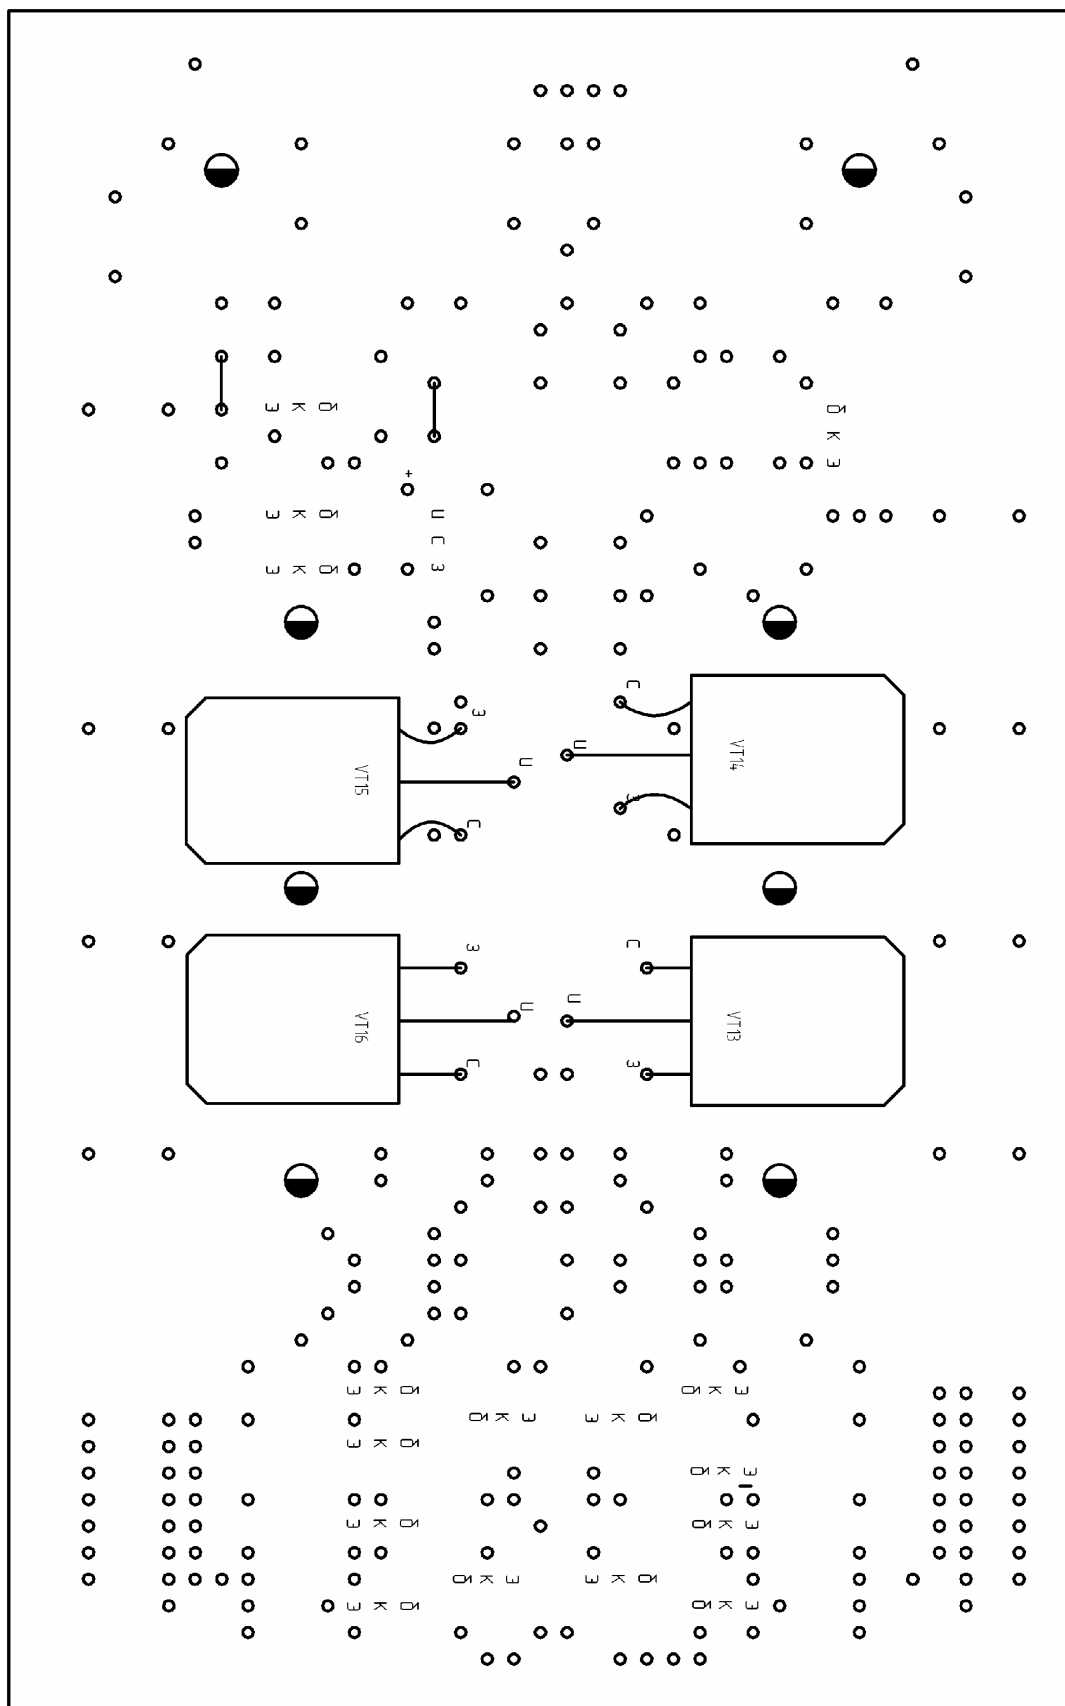 Э К б
б
К
Э
+
И
Э К б
С
З
Э К б
С
З
И
И
VT14
VT15
З
С
З
С
И
И
VT16
VT13
С
З
Э К б
б К Э
б К Э
Э К б
Э К б
б К Э
Э К б
б К Э
б К Э
Э К б
Э К б
б К Э